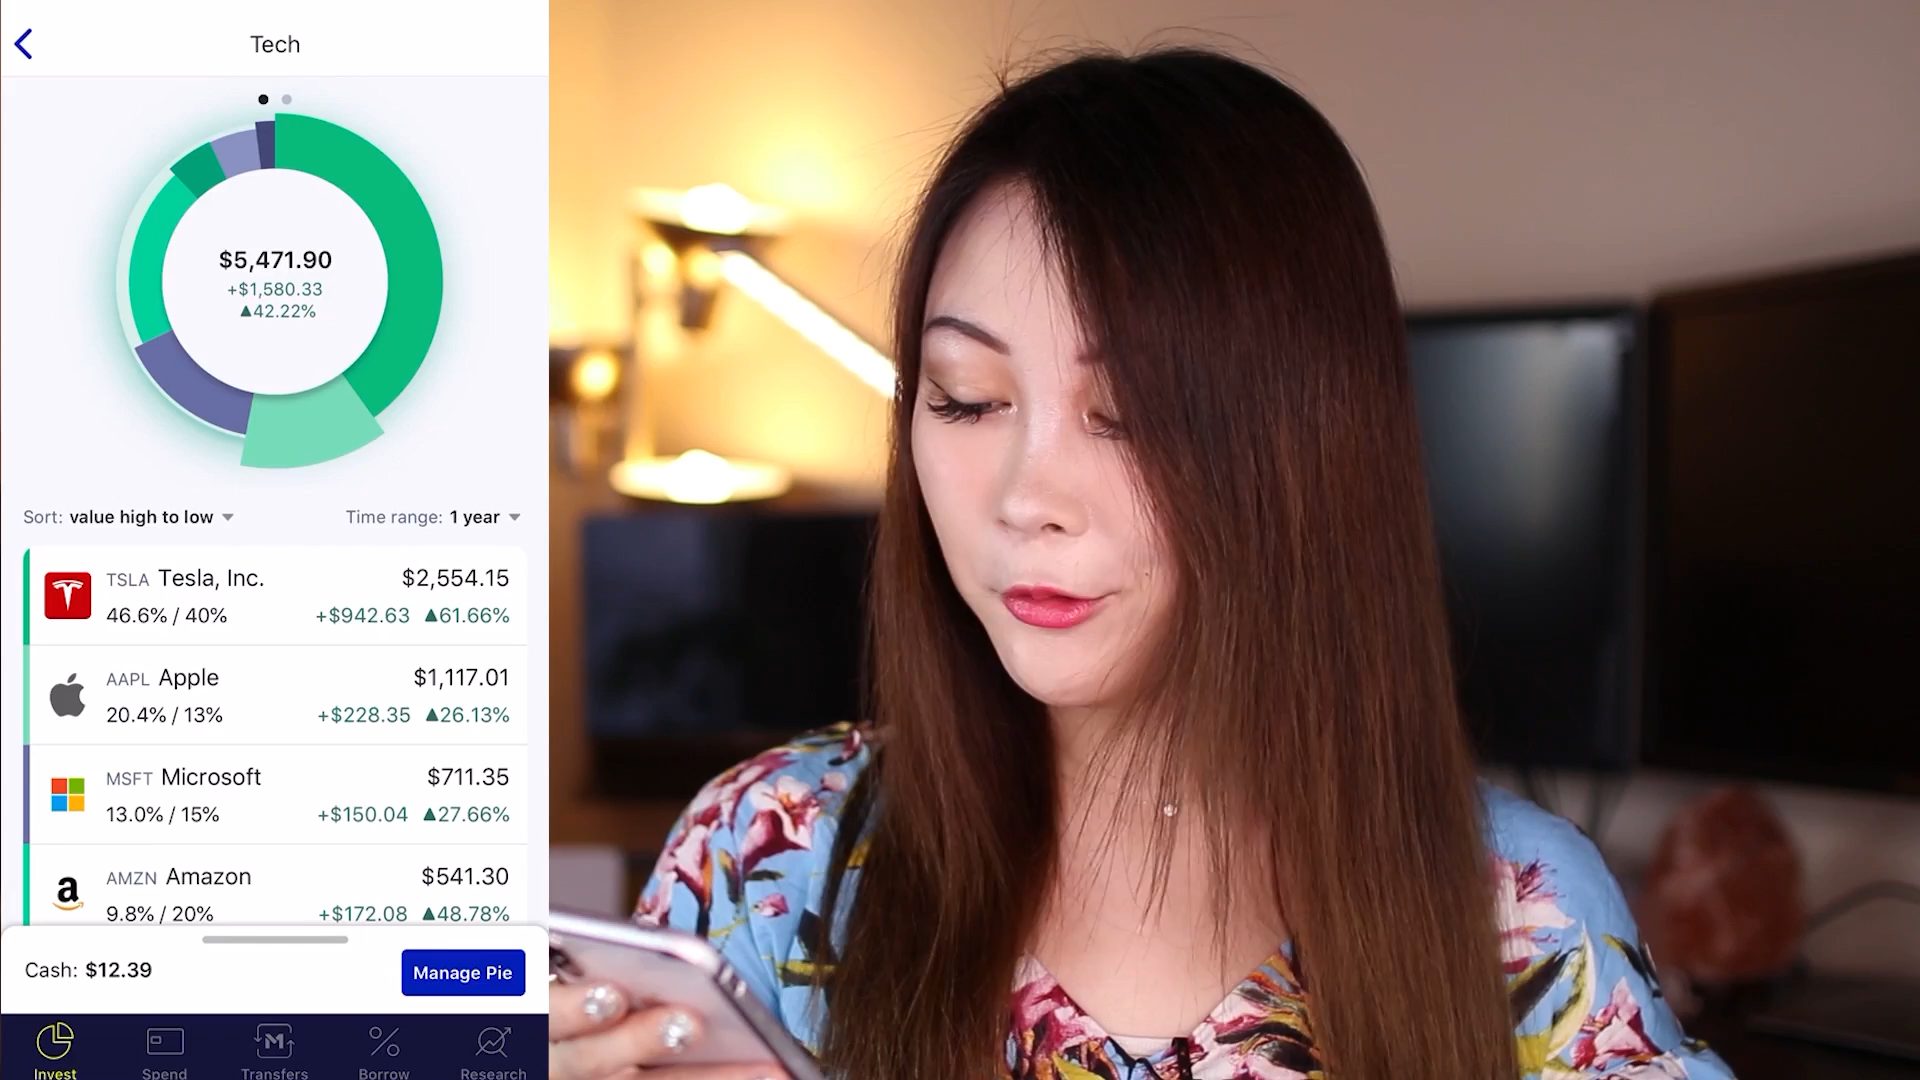 Tech
$5,471.90
+$1,580.33
▲42.22%
Sort: value high to low ▼ Time range: 1 year ▼
TSLA Tesla, Inc. $2,554.15
46.6% / 40% +$942.63 ▲61.66%
AAPL Apple $1,117.01
20.4% / 13% +$228.35 ▲26.13%
MSFT Microsoft $711.35
13.0% / 15% +$150.04 ▲27.66%
AMZN Amazon $541.30
9.8% / 20% +$172.08 ▲48.78%
Cash: $12.39 Manage Pie
Invest Spend Transfers Borrow Research